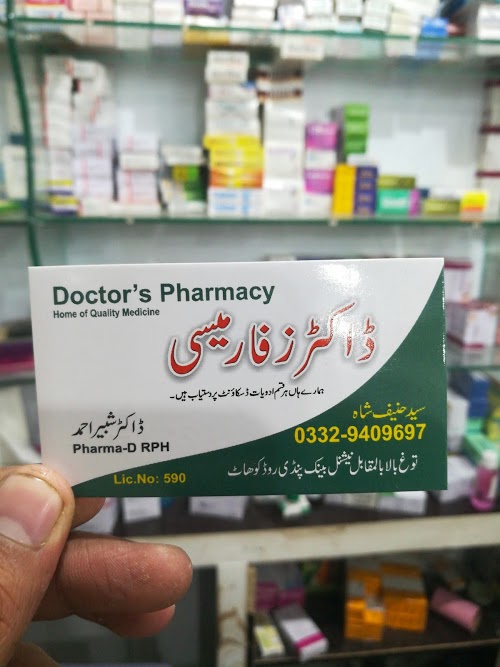 Doctor's Pharmacy
Home of Quality Medicine
ڈاکٹرز فارمیسی
ہمارے ہاں ہر قسم ادویات ڈسکاؤنٹ پر دستیاب ہیں۔
سید حنیف شاہ
0332-9409697
ڈاکٹر شبیر احمد
Pharma-D RPH
Lic.No: 590
توغ بالا بالمقابل نیشنل بینک پنڈی روڈ کوھاٹ